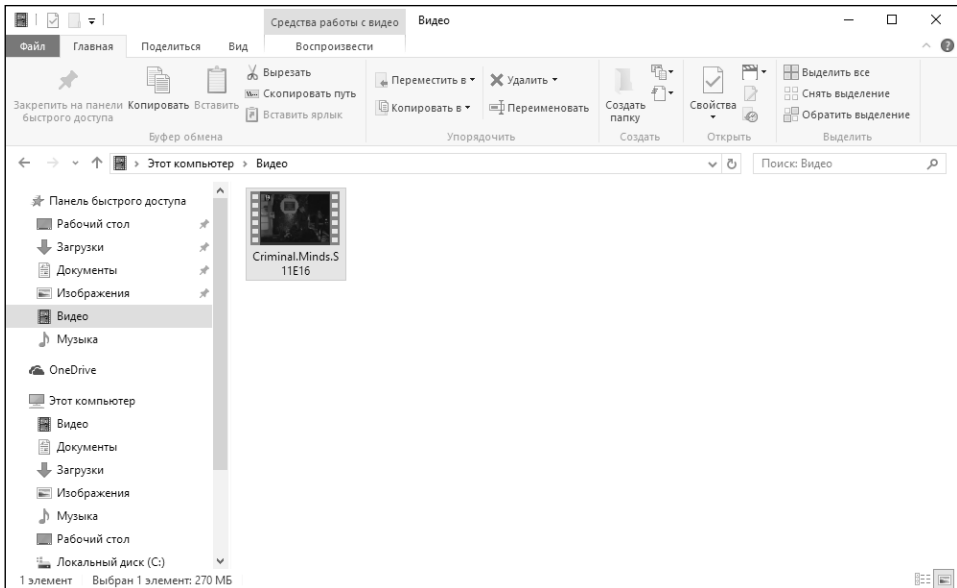 Средства работы с видео Видео
Файл Главная Поделиться Вид Воспроизвести
Закрепить на панели быстрого доступа
Копировать
Вставить
Вырезать
Скопировать путь
Вставить ярлык
Буфер обмена
Переместить в
Копировать в
Удалить
Переименовать
Упорядочить
Создать папку
Создать
Свойства
Открыть
Выделить все
Снять выделение
Обратить выделение
Выделить
Этот компьютер › Видео
Поиск: Видео
Панель быстрого доступа
Рабочий стол
Загрузки
Документы
Изображения
Видео
Музыка
OneDrive
Этот компьютер
Видео
Документы
Загрузки
Изображения
Музыка
Рабочий стол
Локальный диск (C:)
Criminal.Minds.S
11E16
1 элемент Выбран 1 элемент: 270 МБ